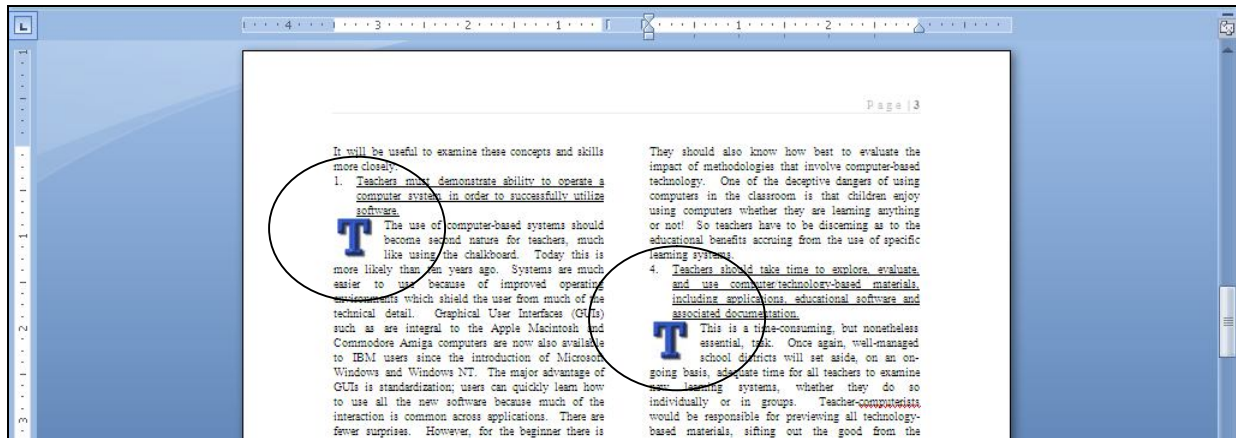 L
4 3 2 1 1 2
Page | 3
It will be useful to examine these concepts and skills
more closely.
1. Teachers must demonstrate ability to operate a
computer system in order to successfully utilize
software.
T
The use of computer-based systems should
become second nature for teachers, much
like using the chalkboard. Today this is
more likely than ten years ago. Systems are much
easier to use because of improved operating
environments which shield the user from much of the
technical detail. Graphical User Interfaces (GUIs)
such as are integral to the Apple Macintosh and
Commodore Amiga computers are now also available
to IBM users since the introduction of Microsoft
Windows and Windows NT. The major advantage of
GUIs is standardization; users can quickly learn how
to use all the new software because much of the
interaction is common across applications. There are
fewer surprises. However, for the beginner there is
They should also know how best to evaluate the
impact of methodologies that involve computer-based
technology. One of the deceptive dangers of using
computers in the classroom is that children enjoy
using computers whether they are learning anything
or not! So teachers have to be discerning as to the
educational benefits accruing from the use of specific
learning systems.
4. Teachers should take time to explore, evaluate,
and use computer/technology-based materials,
including applications, educational software and
associated documentation.
T
This is a time-consuming, but nonetheless
essential, task. Once again, well-managed
school districts will set aside, on an on-
going basis, adequate time for all teachers to examine
new learning systems, whether they do so
individually or in groups. Teacher-computerists
would be responsible for previewing all technology-
based materials, sifting out the good from the
1
1
2
3